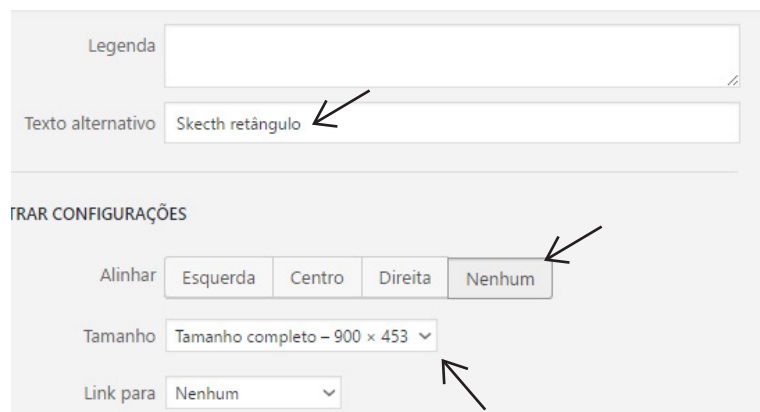 Legenda
Texto alternativo Skecth retângulo
TRAR CONFIGURAÇÕES
Alinhar Esquerda Centro Direita Nenhum
Tamanho Tamanho completo – 900 × 453
Link para Nenhum